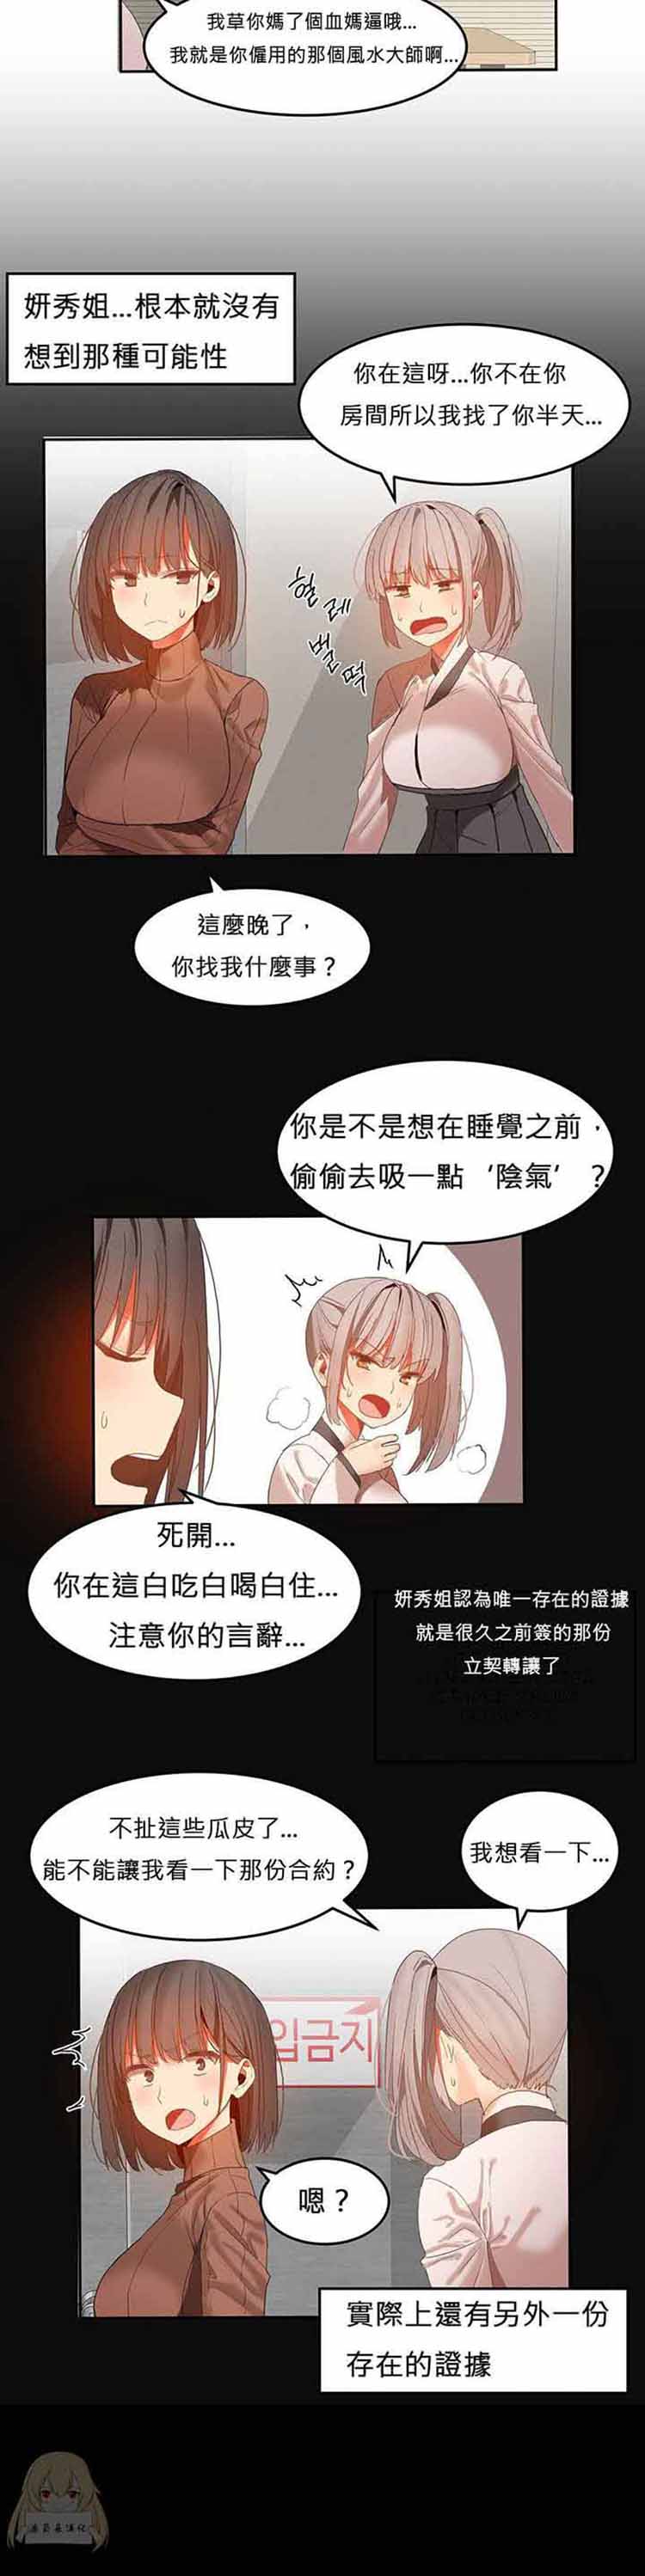 我草你媽了個血媽逼哦...
我就是你僱用的那個風水大師啊...
妍秀姐...根本就沒有
想到那種可能性
你在這呀...你不在你
房間所以我找了你半天...
헐레
벌떡
這麼晚了，
你找我什麼事？
你是不是想在睡覺之前，
偷偷去吸一點‘陰氣’？
死開...
你在這白吃白喝白住...
注意你的言辭...
妍秀姐認為唯一存在的證據
就是很久之前簽的那份
立契轉讓了
不扯這些瓜皮了...
能不能讓我看一下那份合約？
我想看一下...
입금지
嗯？
實際上還有另外一份
存在的證據